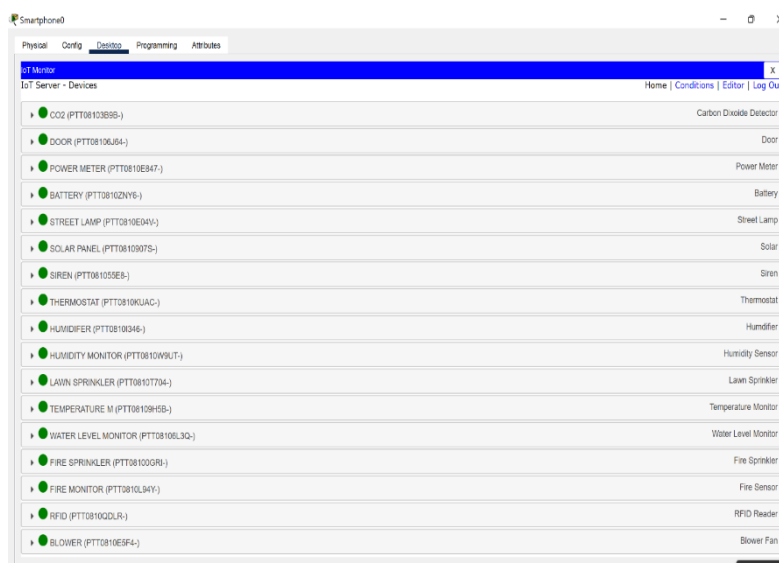 Smartphone0
Physical Config Desktop Programming Attributes
IoT Monitor X
IoT Server - Devices Home | Conditions | Editor | Log Ou
CO2 (PTT08103B9B-) Carbon Dixoide Detector
DOOR (PTT08106J64-) Door
POWER METER (PTT0810E847-) Power Meter
BATTERY (PTT0810ZNY6-) Battery
STREET LAMP (PTT0810E04V-) Street Lamp
SOLAR PANEL (PTT0810907S-) Solar
SIREN (PTT081055E8-) Siren
THERMOSTAT (PTT0810KUAC-) Thermostat
HUMIDIFER (PTT0810I346-) Humdifier
HUMIDITY MONITOR (PTT0810W9UT-) Humidity Sensor
LAWN SPRINKLER (PTT0810T704-) Lawn Sprinkler
TEMPERATURE M (PTT08109H5B-) Temperature Monitor
WATER LEVEL MONITOR (PTT08106L3Q-) Water Level Monitor
FIRE SPRINKLER (PTT08100GRI-) Fire Sprinkler
FIRE MONITOR (PTT0810L94Y-) Fire Sensor
RFID (PTT0810QDLR-) RFID Reader
BLOWER (PTT0810E5F4-) Blower Fan